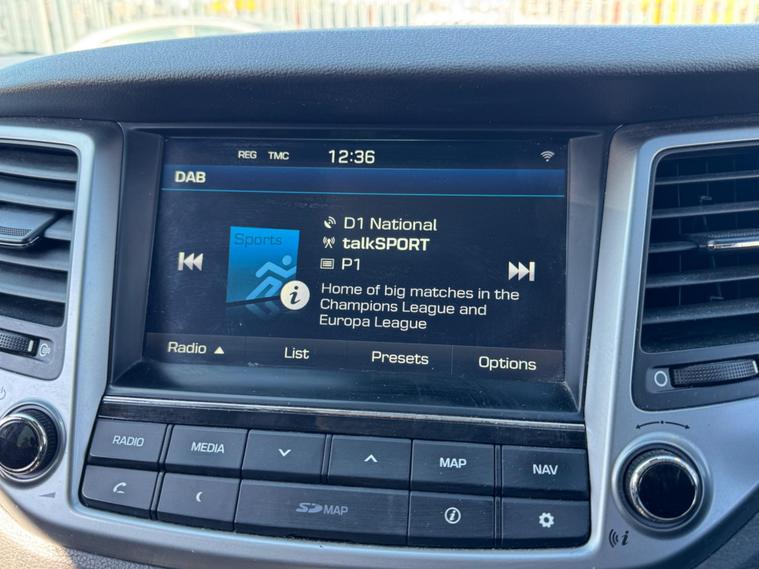 REG TMC 12:36
DAB
Sports
D1 National
talkSPORT
P1
Home of big matches in the
Champions League and
Europa League
Radio ▲ List Presets Options
RADIO MEDIA MAP NAV
SD MAP